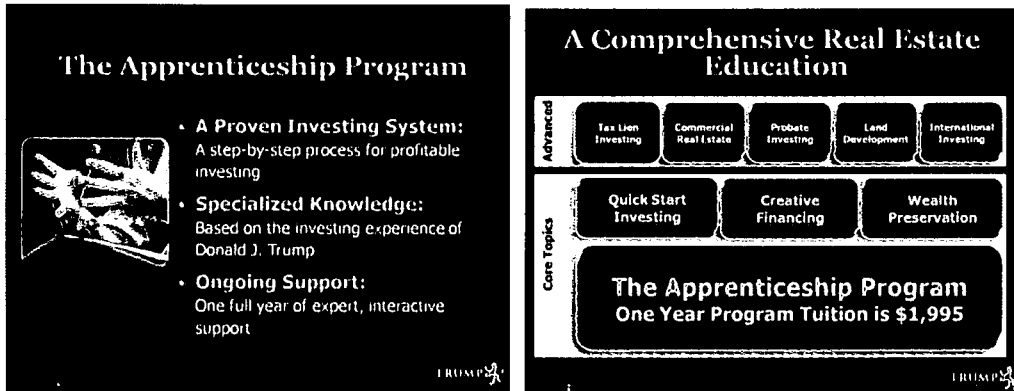 The Apprenticeship Program
• A Proven Investing System:
A step-by-step process for profitable
investing
• Specialized Knowledge:
Based on the investing experience of
Donald J. Trump
• Ongoing Support:
One full year of expert, interactive
support
TRUMP
A Comprehensive Real Estate
Education
Advanced
Tax Lien
Investing
Commercial
Real Estate
Probate
Investing
Land
Development
International
Investing
Core Topics
Quick Start
Investing
Creative
Financing
Wealth
Preservation
The Apprenticeship Program
One Year Program Tuition is $1,995
TRUMP